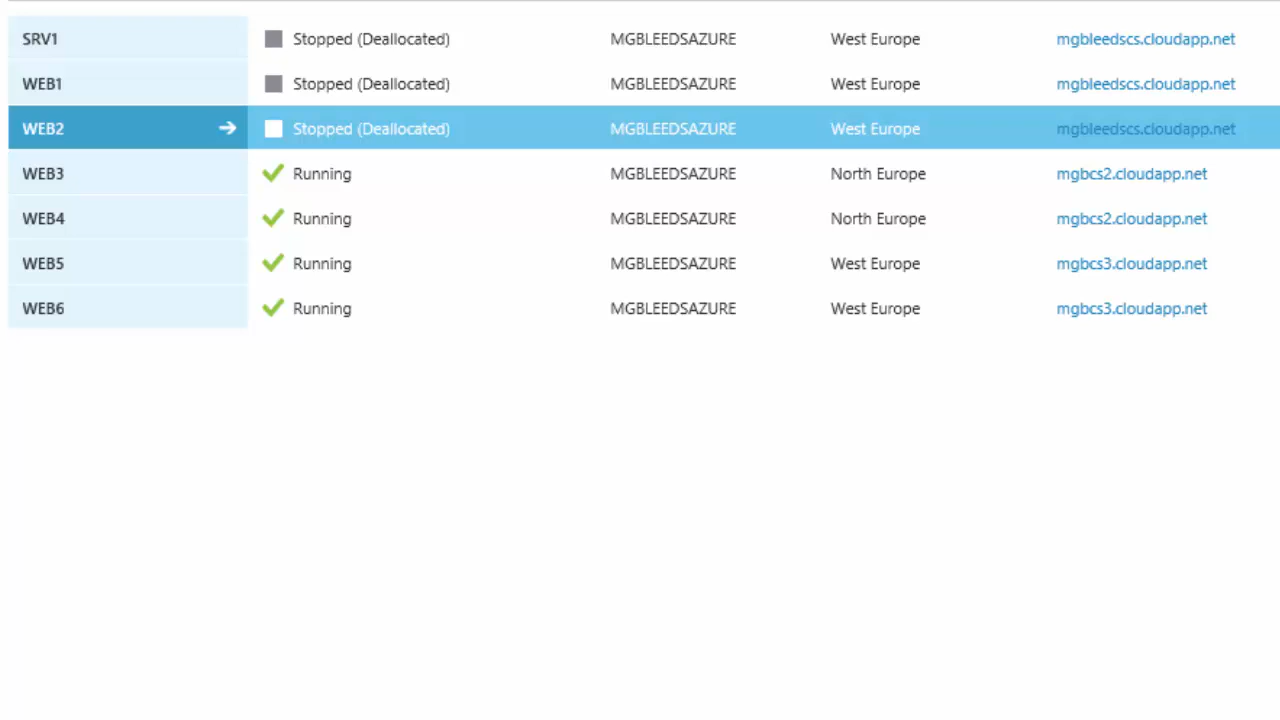 SRV1 Stopped (Deallocated) MGBLEEDSAZURE West Europe mgbleedscs.cloudapp.net
WEB1 Stopped (Deallocated) MGBLEEDSAZURE West Europe mgbleedscs.cloudapp.net
WEB2 Stopped (Deallocated) MGBLEEDSAZURE West Europe mgbleedscs.cloudapp.net
WEB3 Running MGBLEEDSAZURE North Europe mgbcs2.cloudapp.net
WEB4 Running MGBLEEDSAZURE North Europe mgbcs2.cloudapp.net
WEB5 Running MGBLEEDSAZURE West Europe mgbcs3.cloudapp.net
WEB6 Running MGBLEEDSAZURE West Europe mgbcs3.cloudapp.net